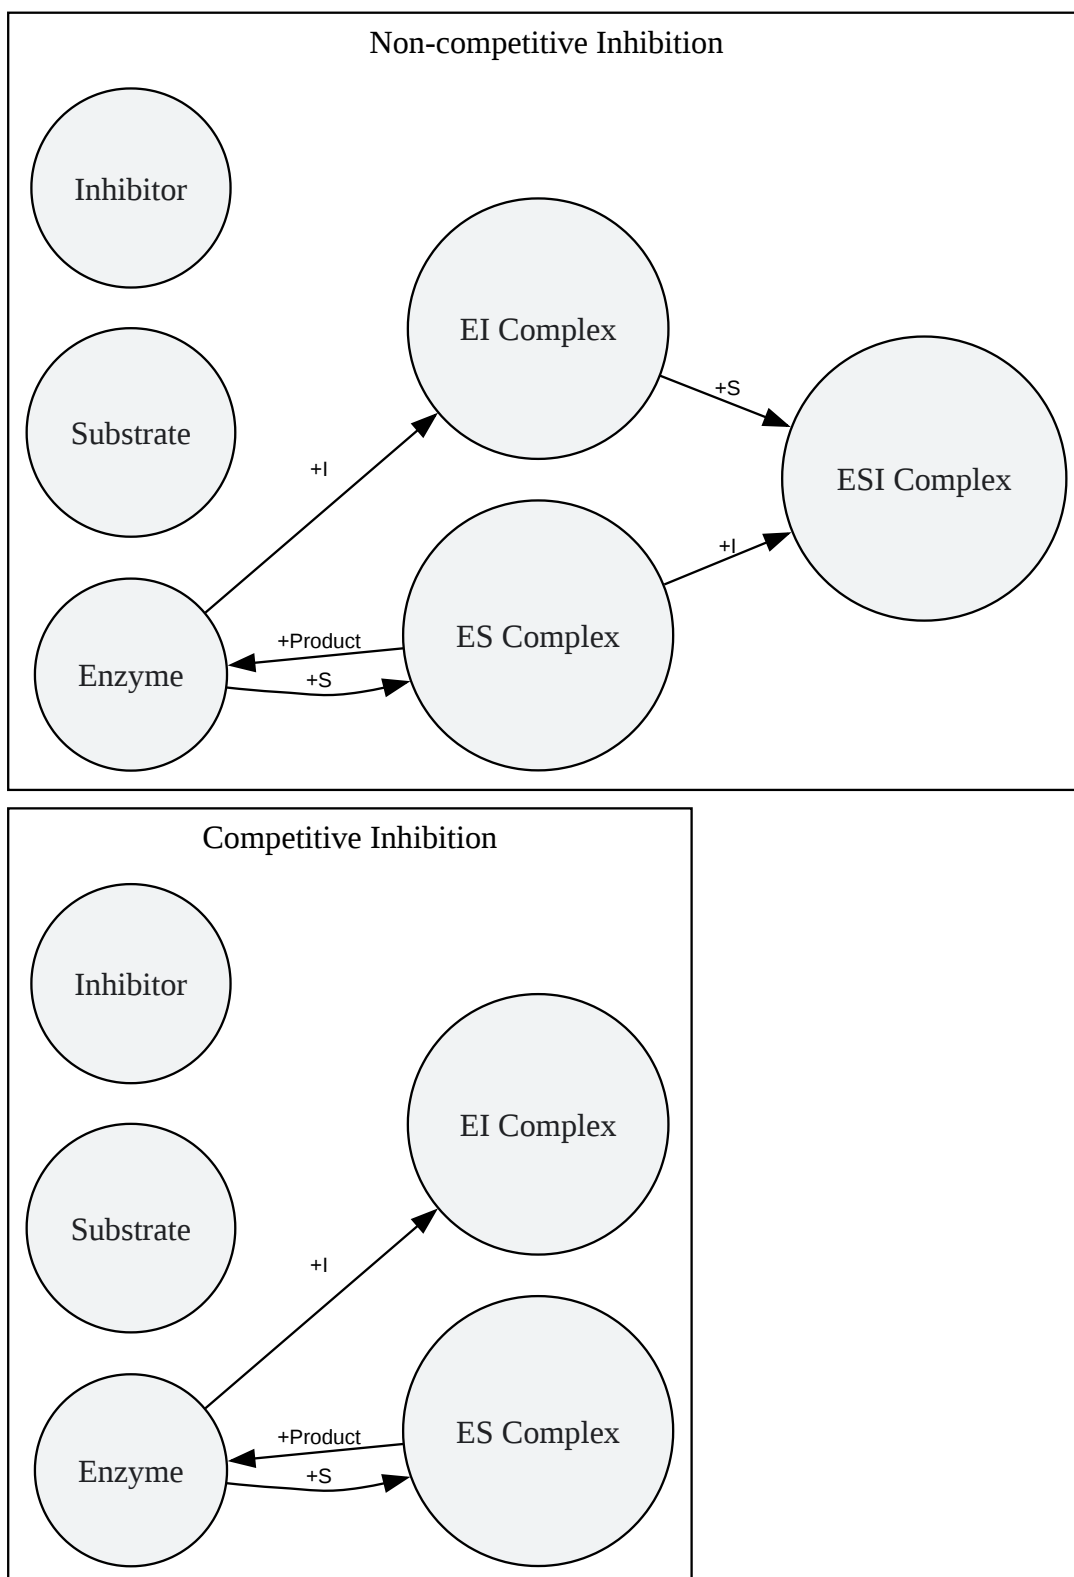 Non-competitive Inhibition
Inhibitor
EI Complex
+S
Substrate
+I
ESI Complex
+I
ES Complex
+Product
Enzyme
+S
Competitive Inhibition
Inhibitor
EI Complex
Substrate
+I
ES Complex
+Product
Enzyme
+S